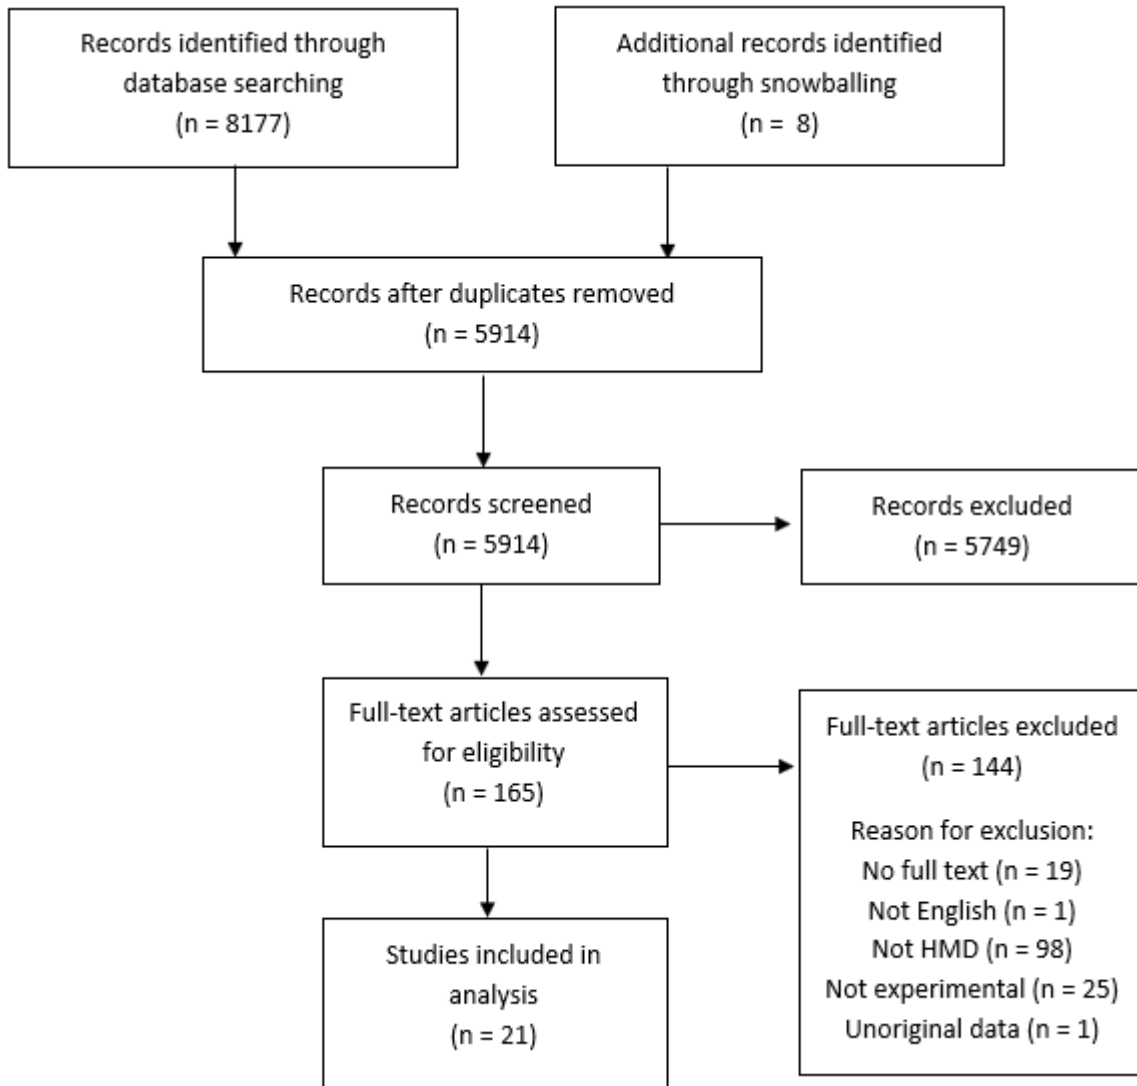 Records identified through
database searching
(n = 8177)
Additional records identified
through snowballing
(n = 8)
Records after duplicates removed
(n = 5914)
Records screened
(n = 5914)
Records excluded
(n = 5749)
Full-text articles assessed
for eligibility
(n = 165)
Full-text articles excluded
(n = 144)
Reason for exclusion:
No full text (n = 19)
Not English (n = 1)
Not HMD (n = 98)
Not experimental (n = 25)
Unoriginal data (n = 1)
Studies included in
analysis
(n = 21)